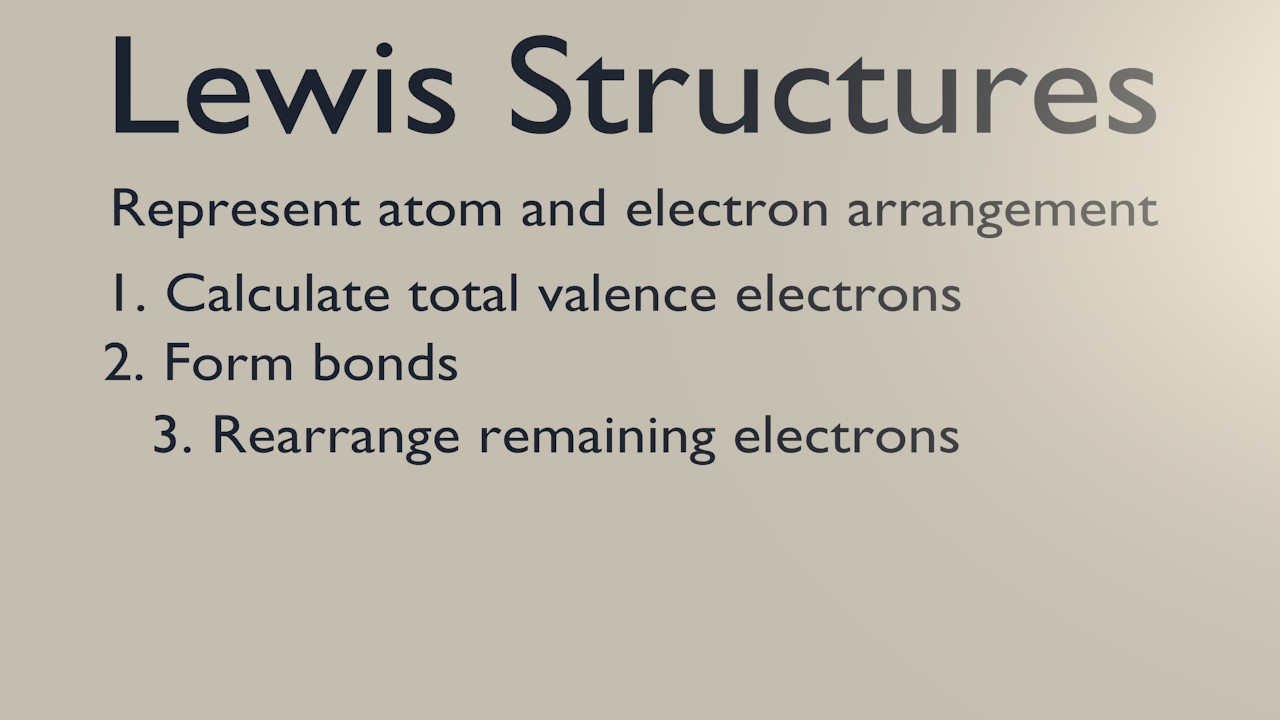 Lewis Structures
Represent atom and electron arrangement
1. Calculate total valence electrons
2. Form bonds
3. Rearrange remaining electrons